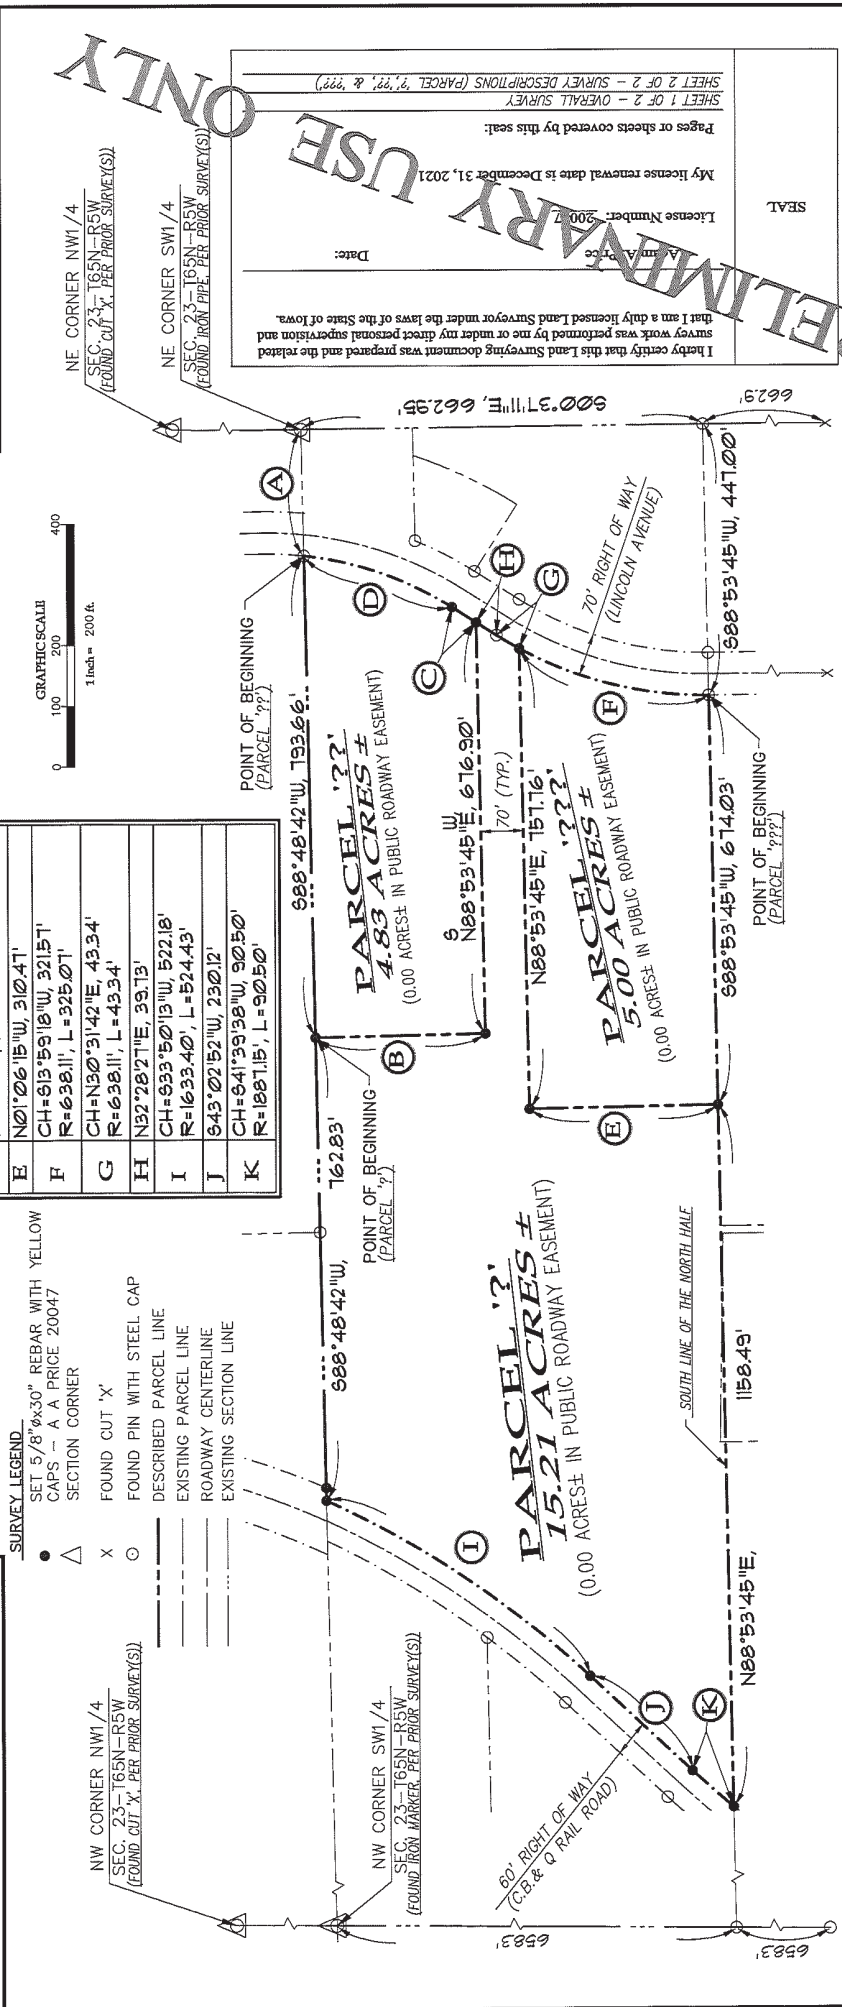 SURVEY LEGEND
SET 5/8"øx30" REBAR WITH YELLOW
CAPS - A A PRICE 20047
SECTION CORNER
FOUND CUT 'X'
FOUND PIN WITH STEEL CAP
DESCRIBED PARCEL LINE
EXISTING PARCEL LINE
ROADWAY CENTERLINE
EXISTING SECTION LINE
E N01°06'15"W, 310.47'
F CH=S13°59'18"W, 321.57'
R=638.11', L=325.07'
G CH=N30°31'42"E, 43.34'
R=638.11', L=43.34'
H N32°28'27"E, 39.73'
I CH=S33°50'13"W, 522.18'
R=1633.40', L=524.43'
J S43°02'52"W, 230.12'
K CH=S41°39'38"W, 90.50'
R=1887.15', L=90.50'
GRAPHIC SCALE
0 100 200 400
1 Inch = 200 ft.
NW CORNER NW1/4
SEC. 23-T65N-R5W
(FOUND CUT 'X', PER PRIOR SURVEY(S))
NW CORNER SW1/4
SEC. 23-T65N-R5W
(FOUND IRON MARKER, PER PRIOR SURVEY(S))
NE CORNER NW1/4
SEC. 23-T65N-R5W
(FOUND CUT 'X', PER PRIOR SURVEY(S))
NE CORNER SW1/4
SEC. 23-T65N-R5W
(FOUND IRON PIPE, PER PRIOR SURVEY(S))
S88°48'42"W, 762.83'
POINT OF BEGINNING
(PARCEL '?')
S88°48'42"W, 793.66'
POINT OF BEGINNING
(PARCEL '??')
A
D
C
H
G
F
B
E
I
J
K
PARCEL '??'
4.83 ACRES ±
(0.00 ACRES± IN PUBLIC ROADWAY EASEMENT)
S W
N88°53'45"E, 676.90'
70' (TYP.)
N88°53'45"E, 757.76'
PARCEL '???'
5.00 ACRES ±
(0.00 ACRES± IN PUBLIC ROADWAY EASEMENT)
PARCEL '?'
15.21 ACRES ±
(0.00 ACRES± IN PUBLIC ROADWAY EASEMENT)
70' RIGHT OF WAY
(LINCOLN AVENUE)
60' RIGHT OF WAY
(C.B.& Q RAIL ROAD)
SOUTH LINE OF THE NORTH HALF
N88°53'45"E, 1158.49'
S88°53'45"W, 674.03'
S88°53'45"W, 447.00'
POINT OF BEGINNING
(PARCEL '???')
S00°37'11"E, 662.95'
662.9'
658.3'
658.3'
I herby certify that this Land Surveying document was prepared and the related
survey work was performed by me or under my direct personal supervision and
that I am a duly licensed Land Surveyor under the laws of the State of Iowa.
Date:
License Number:
My license renewal date is December 31, 2021
Pages or sheets covered by this seal:
SHEET 1 OF 2 - OVERALL SURVEY
SHEET 2 OF 2 - SURVEY DESCRIPTIONS (PARCEL '?','??', & '???')
SEAL
ELIMINARY USE ONLY